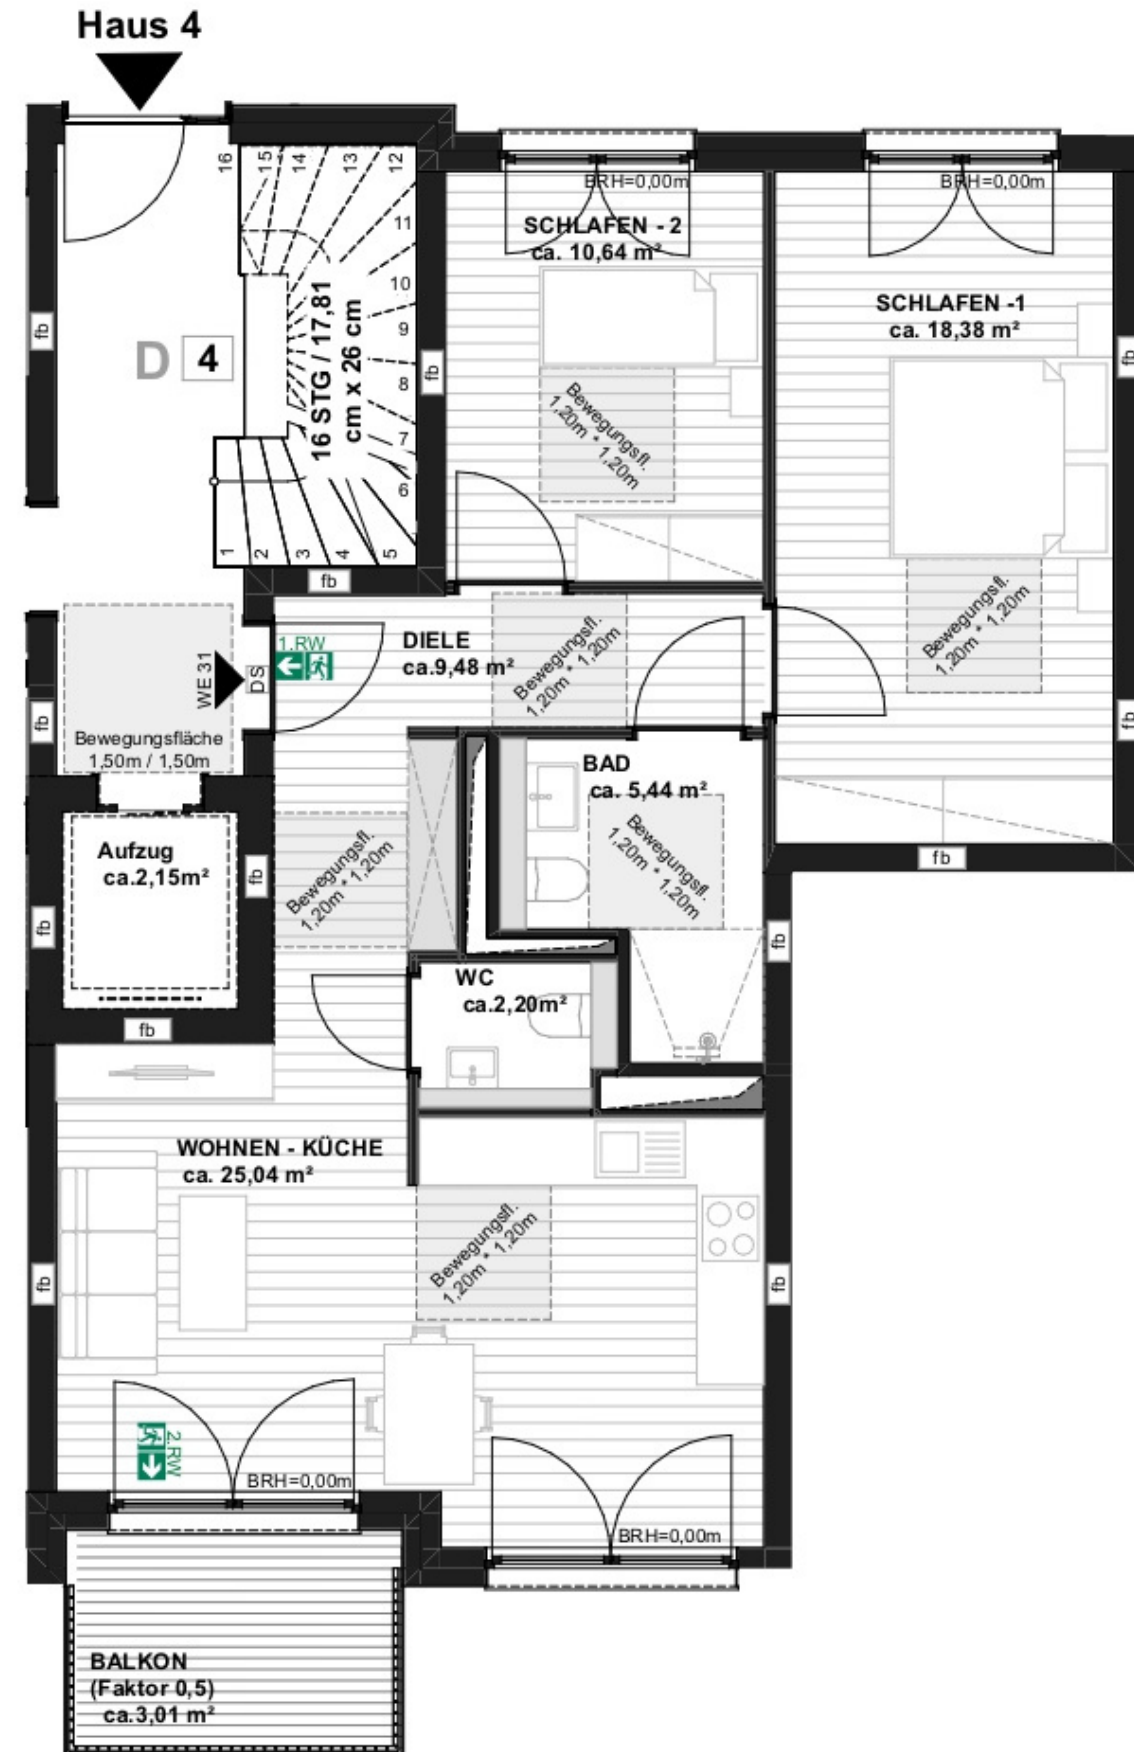 Haus 4
16
15
14
13
12
11
10
9
8
7
6
5
4
3
2
1
16 STG / 17,81
cm x 26 cm
D 4
fb
fb
fb
BRH=0,00m
SCHLAFEN - 2
ca. 10,64 m²
Bewegungsfl.
1,20m * 1,20m
BRH=0,00m
SCHLAFEN -1
ca. 18,38 m²
fb
Bewegungsfl.
1,20m * 1,20m
fb
fb
WE 31
DS
1.RW
DIELE
ca.9,48 m²
Bewegungsfl.
1,20m * 1,20m
fb
Bewegungsfläche
1,50m / 1,50m
Aufzug
ca.2,15m²
fb
fb
fb
Bewegungsfl.
1,20m * 1,20m
BAD
ca. 5,44 m²
Bewegungsfl.
1,20m * 1,20m
fb
WC
ca.2,20m²
WOHNEN - KÜCHE
ca. 25,04 m²
Bewegungsfl.
1,20m * 1,20m
fb
fb
2.RW
BRH=0,00m
BRH=0,00m
BALKON
(Faktor 0,5)
ca.3,01 m²